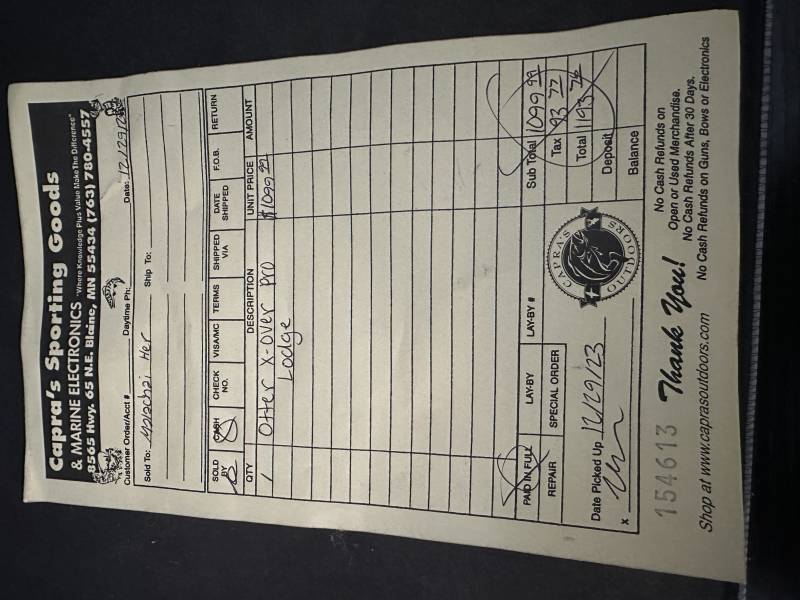 Capra's Sporting Goods
& MARINE ELECTRONICS "Where Knowledge Plus Value Make The Difference"
8565 Hwy. 65 N.E. Blaine, MN 55434 (763) 780-4557
Customer Order/Acct # Daytime Ph: Date: 12/29/23
Sold To: Malachai Her Ship To:
SOLD BY CASH CHECK NO. VISA/MC TERMS SHIPPED VIA DATE SHIPPED F.O.B. RETURN
QTY DESCRIPTION UNIT PRICE AMOUNT
1 Otter X-over pro $1099.99
Lodge
PAID IN FULL LAY-BY LAY-BY # Sub Total 1099 99
REPAIR SPECIAL ORDER Tax 93 77
Total 1193 76
Date Picked Up 12/29/23 Deposit
x Balance
CAPRA'S OUTDOORS
154613 Thank You!
No Cash Refunds on
Open or Used Merchandise.
No Cash Refunds After 30 Days.
No Cash Refunds on Guns, Bows or Electronics
Shop at www.caprasoutdoors.com